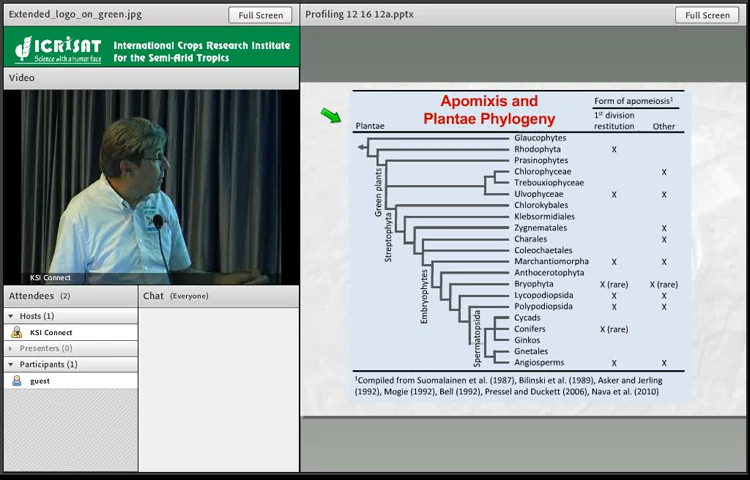 Extended_logo_on_green.jpg
Full Screen
ICRISAT
Science with a human face
International Crops Research Institute
for the Semi-Arid Tropics
Video
KSI Connect
Attendees (2)
Hosts (1)
KSI Connect
Presenters (0)
Participants (1)
guest
Chat (Everyone)
Profiling 12 16 12a.pptx
Full Screen
Apomixis and
Plantae Phylogeny
Form of apomeiosis¹
1st division
restitution
Other
Plantae
Glaucophytes
Rhodophyta X
Prasinophytes
Chlorophyceae X
Trebouxiophyceae
Ulvophyceae X X
Chlorokybales
Klebsormidiales
Zygnematales X
Charales X
Coleochaetales
Marchantiomorpha X X
Anthocerotophyta
Bryophyta X (rare) X (rare)
Lycopodiopsida X X
Polypodiopsida X X
Cycads
Conifers X (rare)
Ginkos
Gnetales
Angiosperms X X
Green plants
Streptophyta
Embryophytes
Spermatopsida
¹Compiled from Suomalainen et al. (1987), Bilinski et al. (1989), Asker and Jerling
(1992), Mogie (1992), Bell (1992), Pressel and Duckett (2006), Nava et al. (2010)